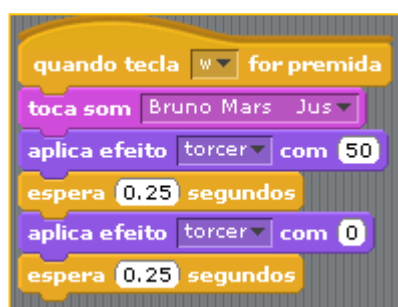 quando tecla w for premida
toca som Bruno Mars Jus
aplica efeito torcer com 50
espera 0.25 segundos
aplica efeito torcer com 0
espera 0.25 segundos